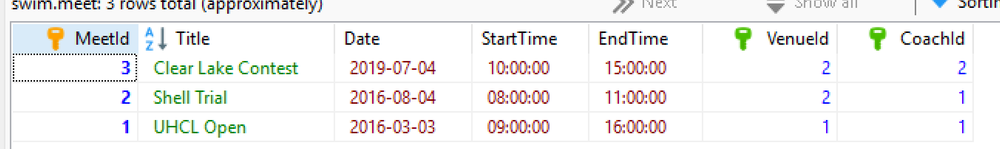 swim.meet: 3 rows total (approximately) Next Show all Sortin
MeetId AZ Title Date StartTime EndTime VenueId CoachId
3 Clear Lake Contest 2019-07-04 10:00:00 15:00:00 2 2
2 Shell Trial 2016-08-04 08:00:00 11:00:00 2 1
1 UHCL Open 2016-03-03 09:00:00 16:00:00 1 1